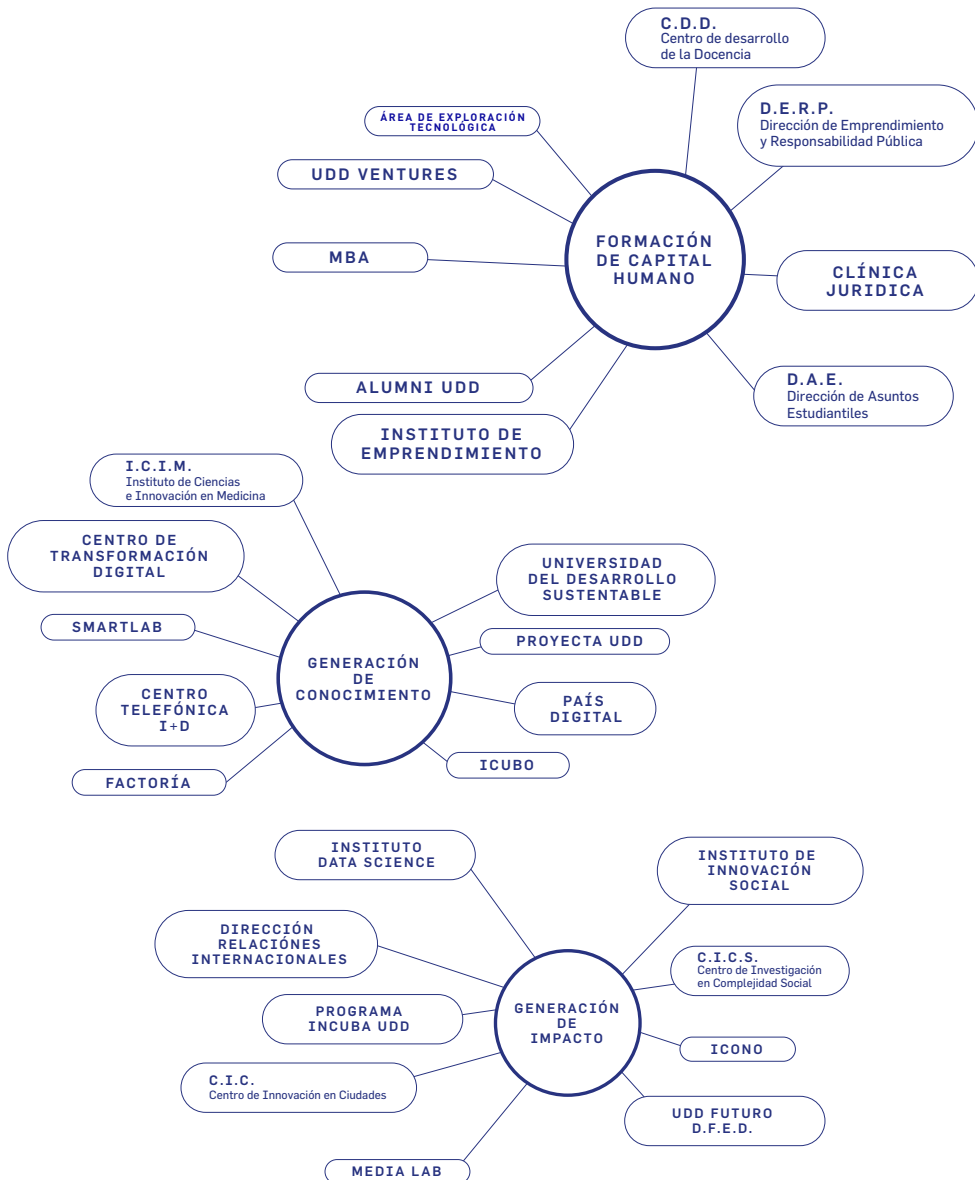 C.D.D.
Centro de desarrollo
de la Docencia
D.E.R.P.
Dirección de Emprendimiento
y Responsabilidad Pública
ÁREA DE EXPLORACIÓN
TECNOLÓGICA
UDD VENTURES
MBA
FORMACIÓN
DE CAPITAL
HUMANO
CLÍNICA
JURIDICA
ALUMNI UDD
D.A.E.
Dirección de Asuntos
Estudiantiles
INSTITUTO DE
EMPRENDIMIENTO
I.C.I.M.
Instituto de Ciencias
e Innovación en Medicina
CENTRO DE
TRANSFORMACIÓN
DIGITAL
SMARTLAB
CENTRO
TELEFÓNICA
I+D
FACTORÍA
GENERACIÓN
DE
CONOCIMIENTO
UNIVERSIDAD
DEL DESARROLLO
SUSTENTABLE
PROYECTA UDD
PAÍS
DIGITAL
ICUBO
INSTITUTO
DATA SCIENCE
DIRECCIÓN
RELACIÓNES
INTERNACIONALES
PROGRAMA
INCUBA UDD
C.I.C.
Centro de Innovación en Ciudades
MEDIA LAB
GENERACIÓN
DE
IMPACTO
INSTITUTO DE
INNOVACIÓN
SOCIAL
C.I.C.S.
Centro de Investigación
en Complejidad Social
ICONO
UDD FUTURO
D.F.E.D.